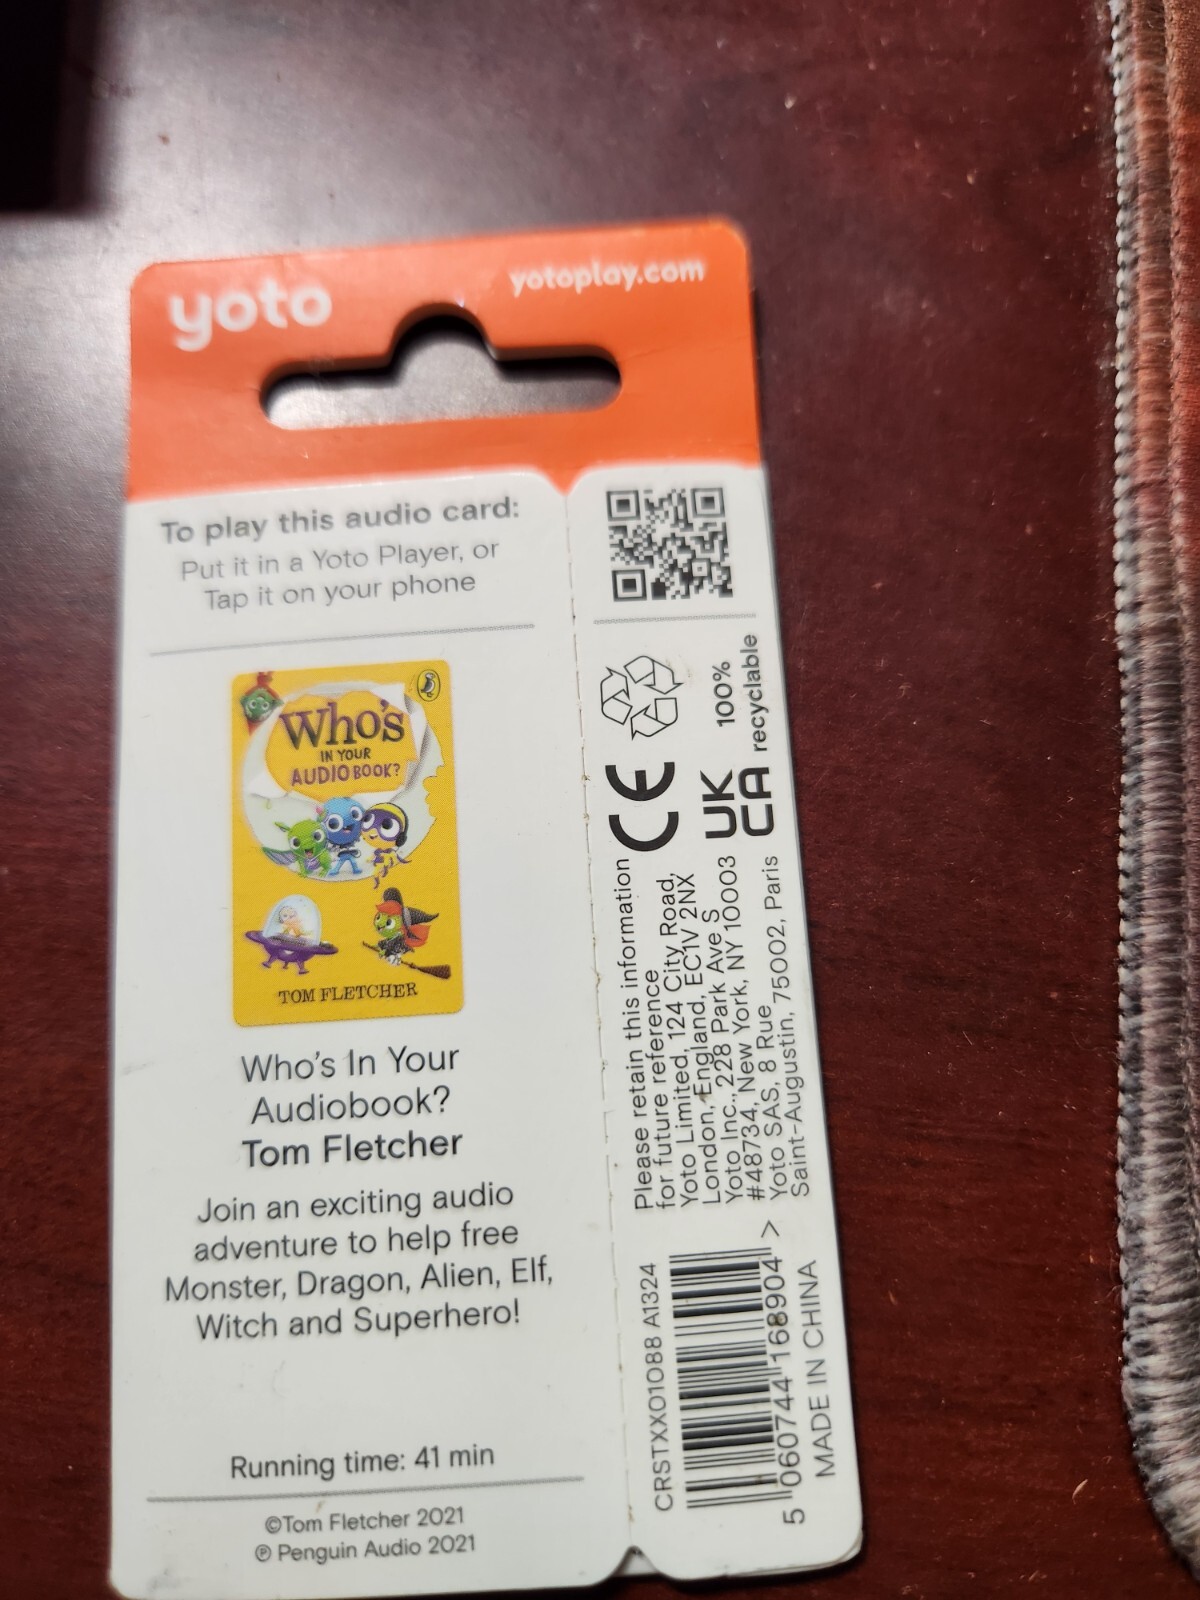 yoto
yotoplay.com
To play this audio card:
Put it in a Yoto Player, or
Tap it on your phone
Who's
IN YOUR
AUDIO BOOK?
TOM FLETCHER
Who's In Your
Audiobook?
Tom Fletcher
Join an exciting audio
adventure to help free
Monster, Dragon, Alien, Elf,
Witch and Superhero!
Running time: 41 min
©Tom Fletcher 2021
℗ Penguin Audio 2021
100%
recyclable
CE
UK
CA
Please retain this information
for future reference
Yoto Limited, 124 City Road,
London, England, EC1V 2NX
Yoto Inc., 228 Park Ave S
#48734, New York, NY 10003
Yoto SAS, 8 Rue
Saint-Augustin, 75002, Paris
CRSTXX01088 A1324
5 060744 168904 >
MADE IN CHINA